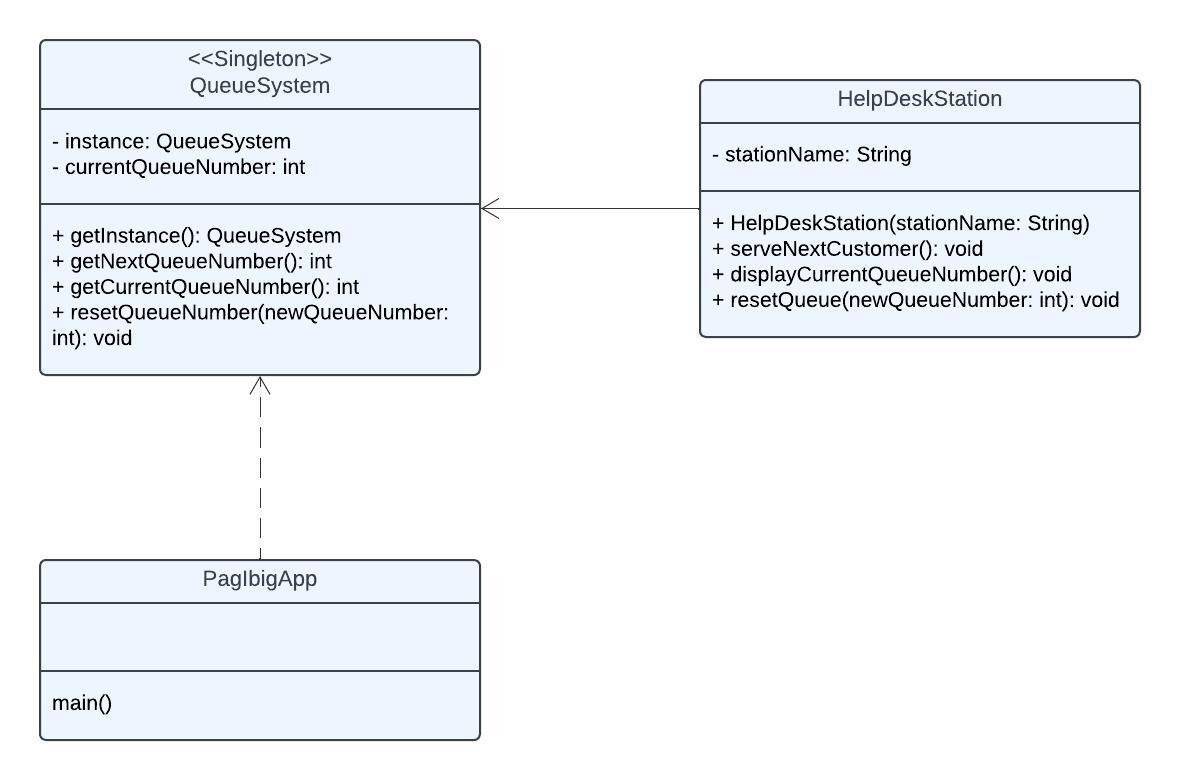 <<Singleton>>
QueueSystem
- instance: QueueSystem
- currentQueueNumber: int
+ getInstance(): QueueSystem
+ getNextQueueNumber(): int
+ getCurrentQueueNumber(): int
+ resetQueueNumber(newQueueNumber:
int): void
HelpDeskStation
- stationName: String
+ HelpDeskStation(stationName: String)
+ serveNextCustomer(): void
+ displayCurrentQueueNumber(): void
+ resetQueue(newQueueNumber: int): void
PagIbigApp
main()